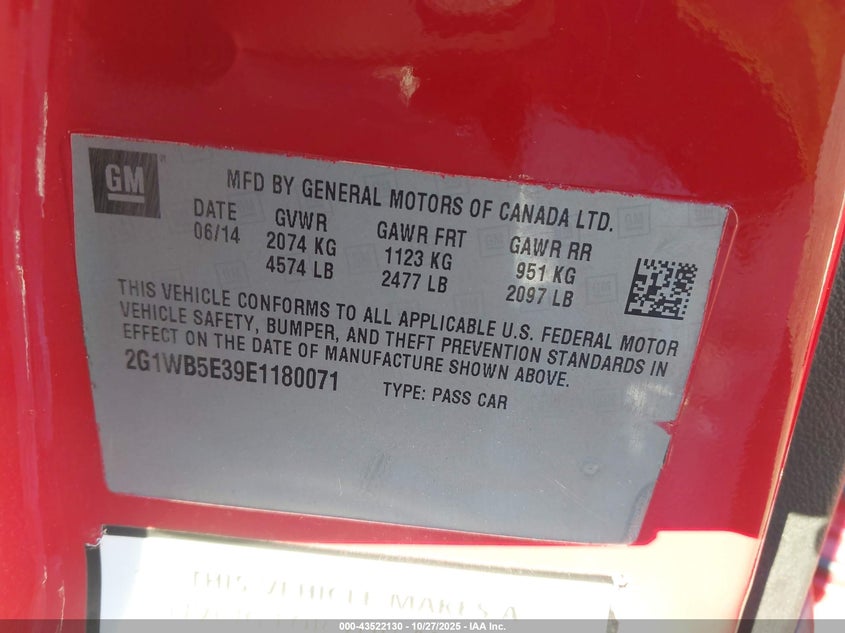 GM
MFD BY GENERAL MOTORS OF CANADA LTD.
DATE GVWR GAWR FRT GAWR RR
06/14 2074 KG 1123 KG 951 KG
4574 LB 2477 LB 2097 LB
THIS VEHICLE CONFORMS TO ALL APPLICABLE U.S. FEDERAL MOTOR
VEHICLE SAFETY, BUMPER, AND THEFT PREVENTION STANDARDS IN
EFFECT ON THE DATE OF MANUFACTURE SHOWN ABOVE.
2G1WB5E39E1180071 TYPE: PASS CAR
THIS VEHICLE MAKES A
000-43522130 - 10/27/2025 - IAA Inc.